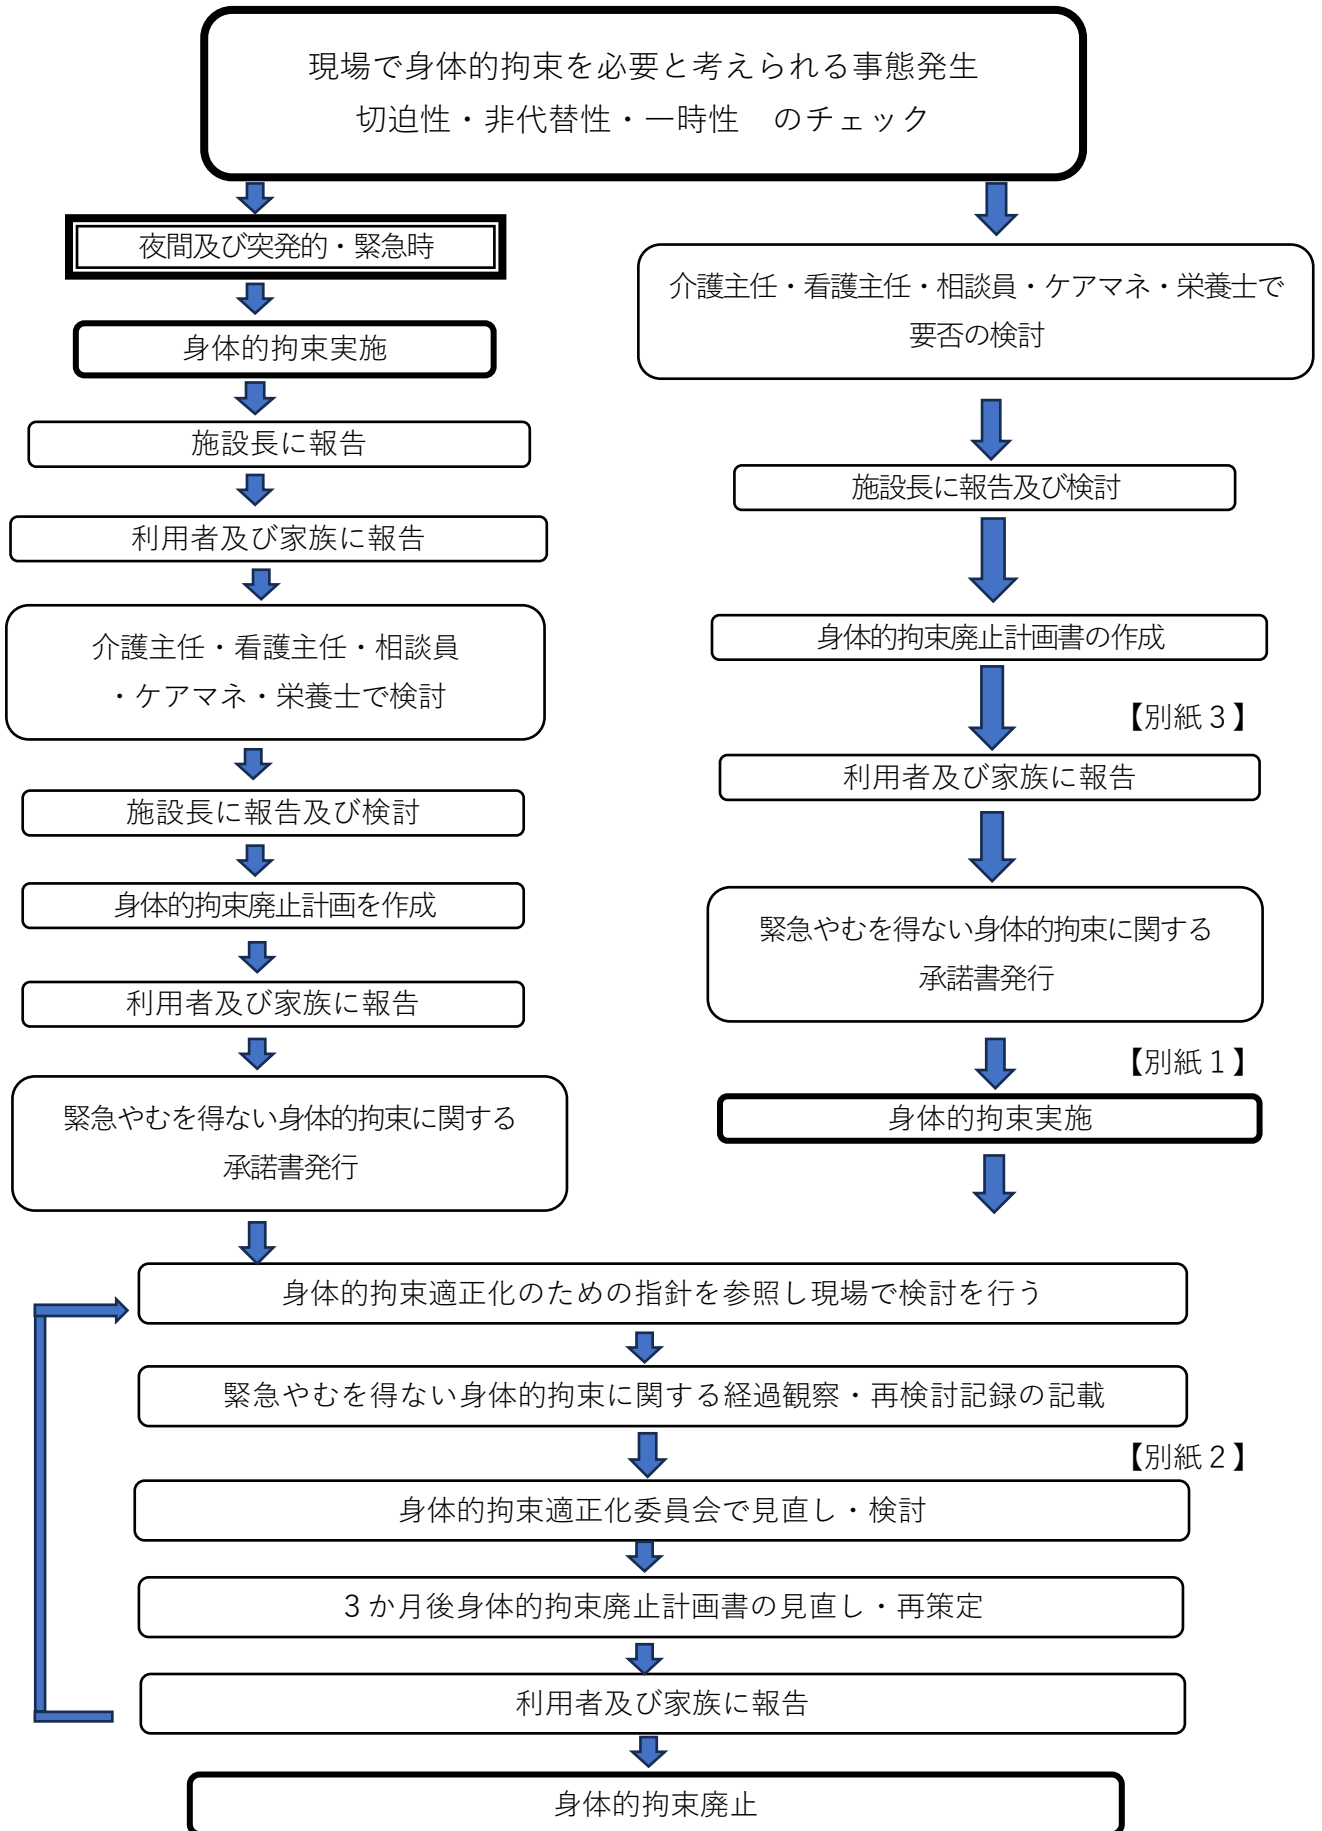 現場で身体的拘束を必要と考えられる事態発生
切迫性・非代替性・一時性　のチェック
夜間及び突発的・緊急時
身体的拘束実施
施設長に報告
利用者及び家族に報告
介護主任・看護主任・相談員
・ケアマネ・栄養士で検討
施設長に報告及び検討
身体的拘束廃止計画を作成
利用者及び家族に報告
緊急やむを得ない身体的拘束に関する
承諾書発行
介護主任・看護主任・相談員・ケアマネ・栄養士で
要否の検討
施設長に報告及び検討
身体的拘束廃止計画書の作成
【別紙３】
利用者及び家族に報告
緊急やむを得ない身体的拘束に関する
承諾書発行
【別紙１】
身体的拘束実施
身体的拘束適正化のための指針を参照し現場で検討を行う
緊急やむを得ない身体的拘束に関する経過観察・再検討記録の記載
【別紙２】
身体的拘束適正化委員会で見直し・検討
３か月後身体的拘束廃止計画書の見直し・再策定
利用者及び家族に報告
身体的拘束廃止